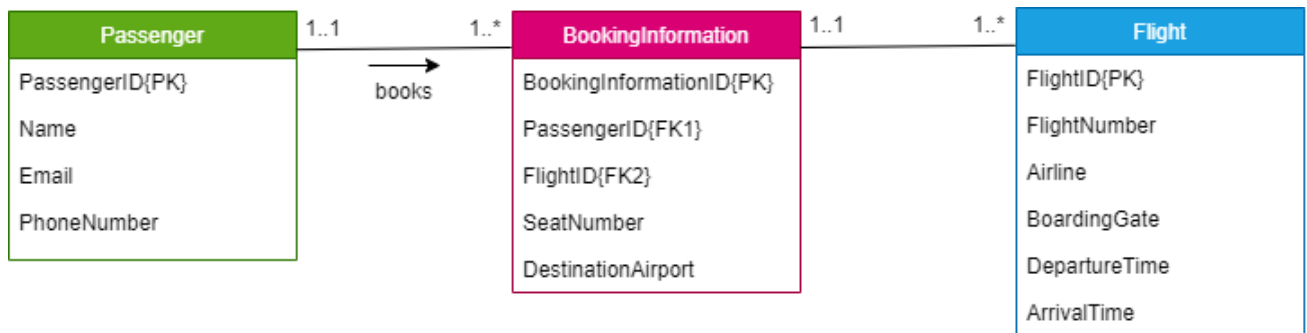 Passenger
PassengerID{PK}
Name
Email
PhoneNumber
1..1
1..*
books
BookingInformation
BookingInformationID{PK}
PassengerID{FK1}
FlightID{FK2}
SeatNumber
DestinationAirport
1..1
1..*
Flight
FlightID{PK}
FlightNumber
Airline
BoardingGate
DepartureTime
ArrivalTime